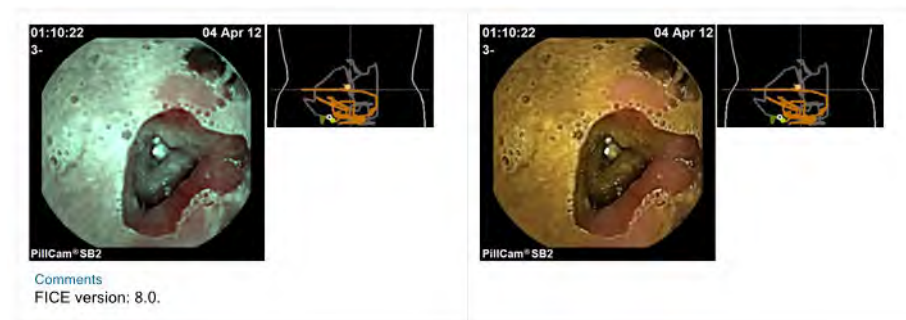 01:10:22 04 Apr 12
3-
PillCam®SB2
Comments
FICE version: 8.0.
01:10:22 04 Apr 12
3-
PillCam®SB2